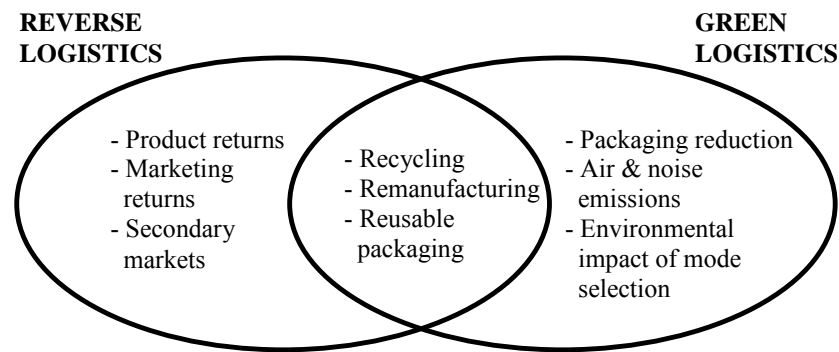 REVERSE
LOGISTICS
GREEN
LOGISTICS
- Product returns
- Marketing
returns
- Secondary
markets
- Recycling
- Remanufacturing
- Reusable
packaging
- Packaging reduction
- Air & noise
emissions
- Environmental
impact of mode
selection